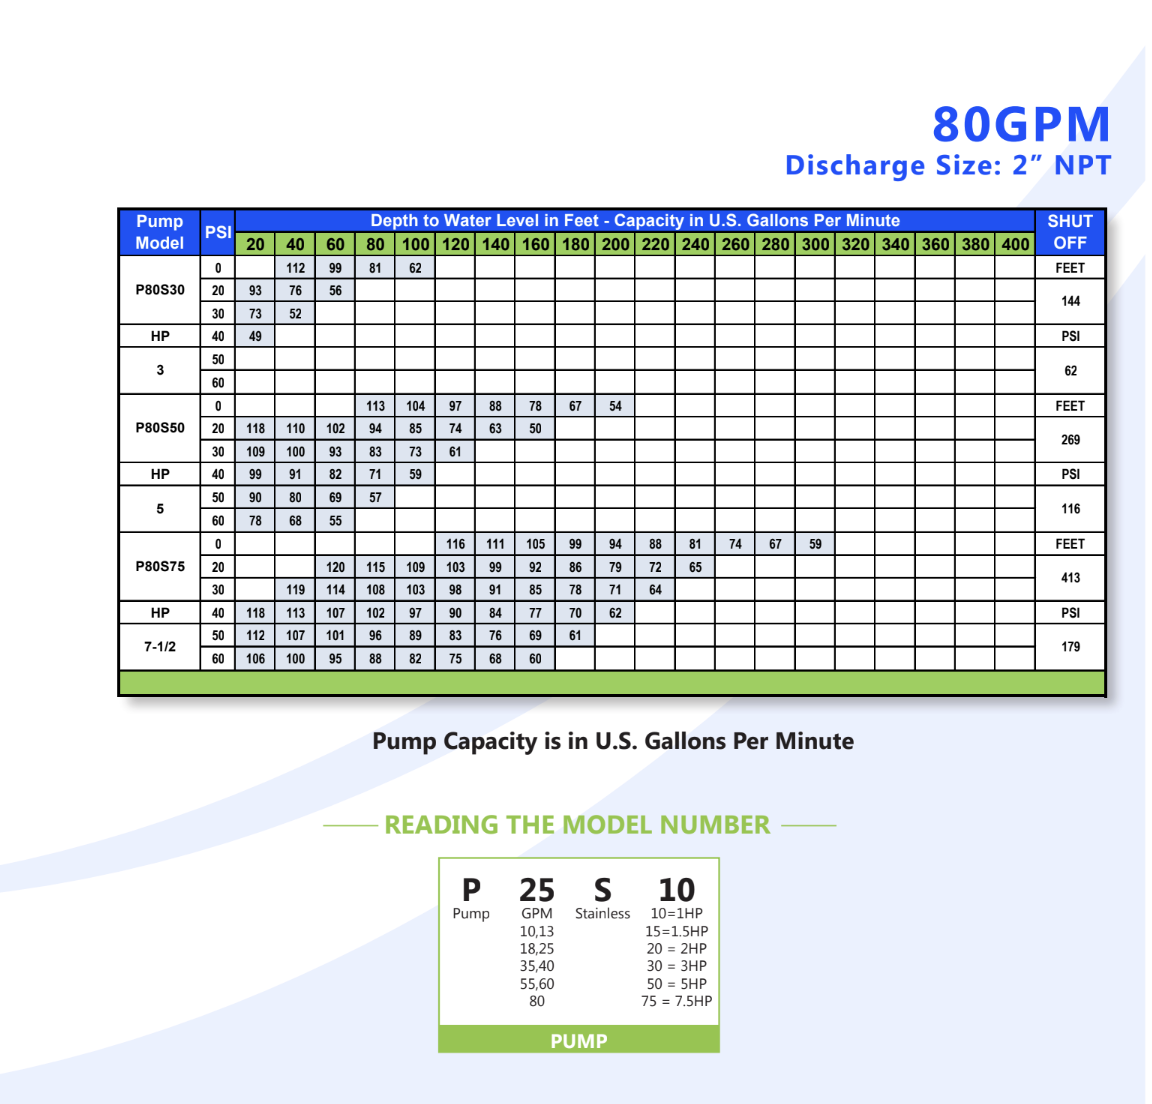 80GPM
Discharge Size: 2” NPT
Pump Model PSI Depth to Water Level in Feet - Capacity in U.S. Gallons Per Minute SHUT OFF
20 40 60 80 100 120 140 160 180 200 220 240 260 280 300 320 340 360 380 400
0 112 99 81 62 FEET
P80S30 20 93 76 56 144
30 73 52
HP 40 49 PSI
3 50 62
60
0 113 104 97 88 78 67 54 FEET
P80S50 20 118 110 102 94 85 74 63 50 269
30 109 100 93 83 73 61
HP 40 99 91 82 71 59 PSI
5 50 90 80 69 57 116
60 78 68 55
0 116 111 105 99 94 88 81 74 67 59 FEET
P80S75 20 120 115 109 103 99 92 86 79 72 65 413
30 119 114 108 103 98 91 85 78 71 64
HP 40 118 113 107 102 97 90 84 77 70 62 PSI
7-1/2 50 112 107 101 96 89 83 76 69 61 179
60 106 100 95 88 82 75 68 60
Pump Capacity is in U.S. Gallons Per Minute
READING THE MODEL NUMBER
P 25 S 10
Pump GPM Stainless 10=1HP
10,13 15=1.5HP
18,25 20 = 2HP
35,40 30 = 3HP
55,60 50 = 5HP
80 75 = 7.5HP
PUMP